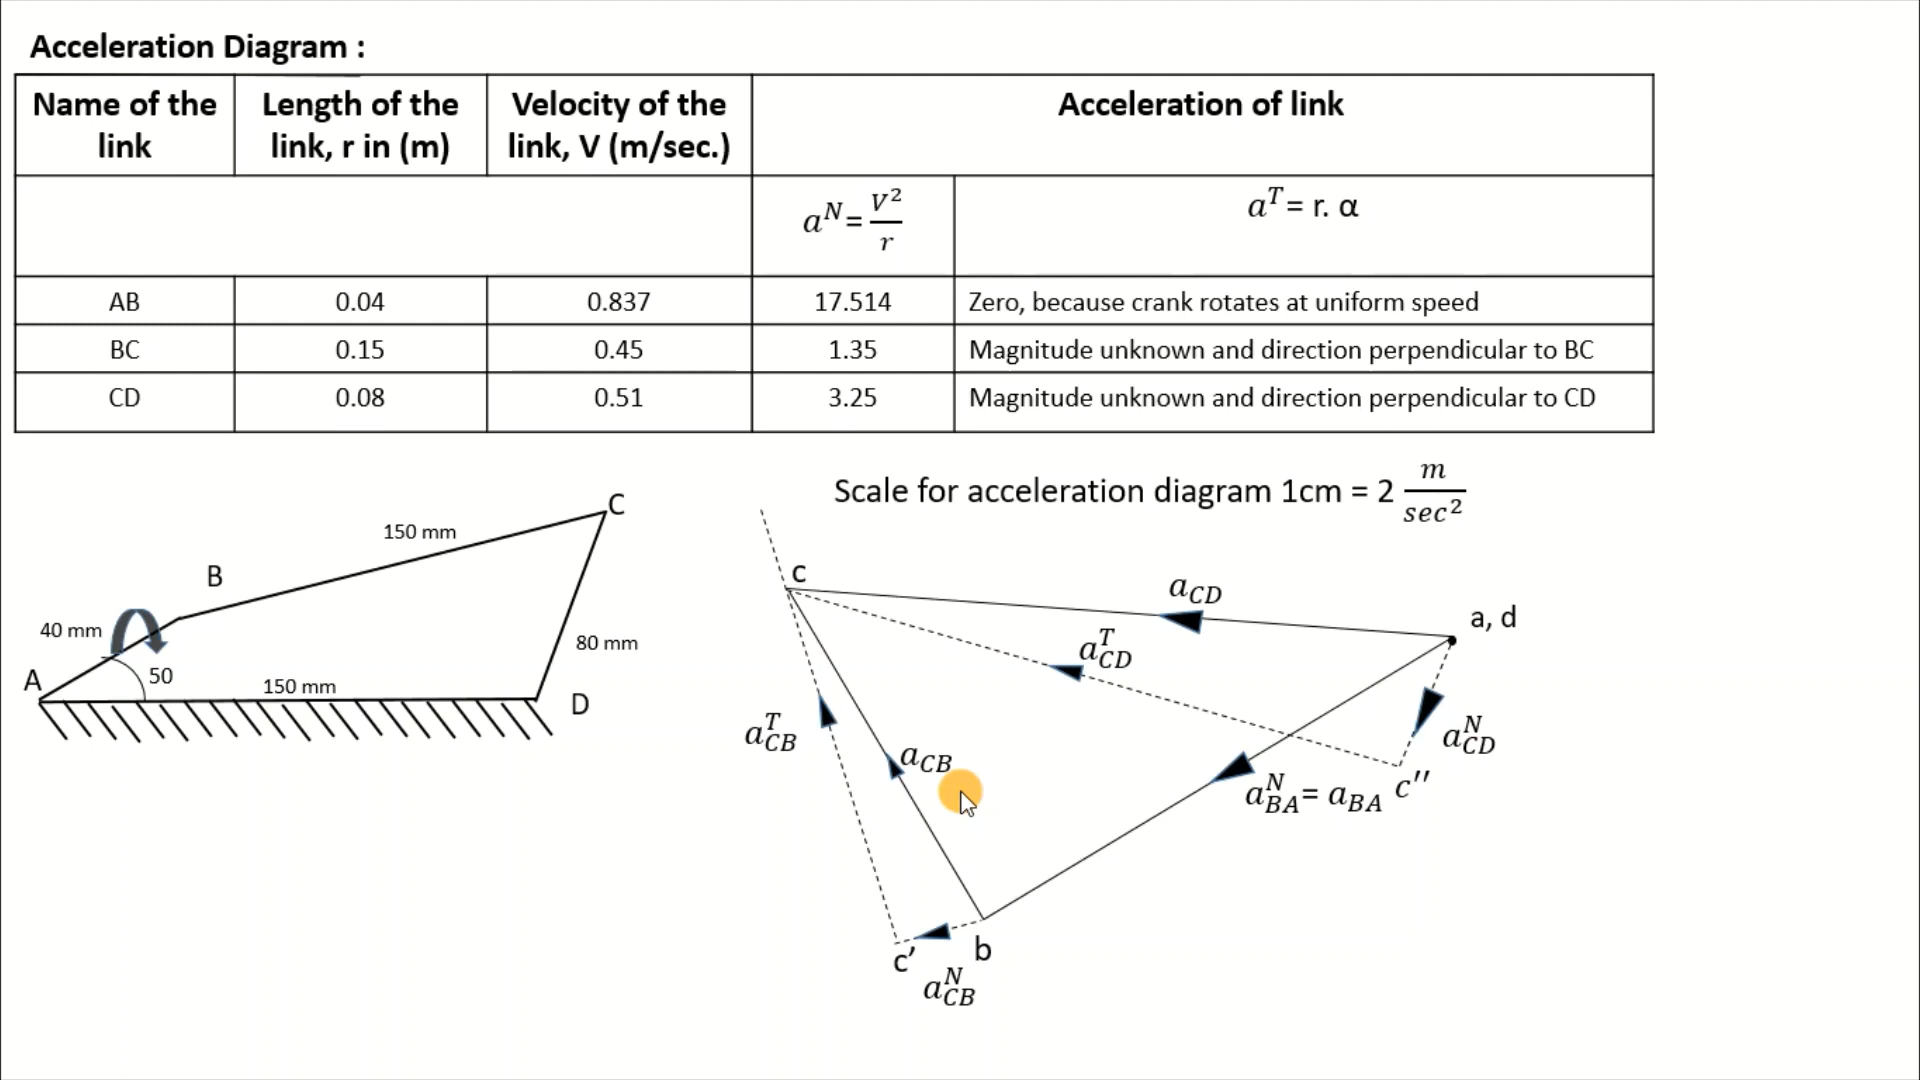 Acceleration Diagram :
Name of the link
Length of the link, r in (m)
Velocity of the link, V (m/sec.)
Acceleration of link
a^N = V^2/r
a^T = r. α
AB 0.04 0.837 17.514 Zero, because crank rotates at uniform speed
BC 0.15 0.45 1.35 Magnitude unknown and direction perpendicular to BC
CD 0.08 0.51 3.25 Magnitude unknown and direction perpendicular to CD
Scale for acceleration diagram 1cm = 2 m/sec^2
C
150 mm
B
40 mm
80 mm
A
50
150 mm
D
c
a_CD
a, d
a^T_CD
a^N_CD
a^T_CB
a_CB
a^N_BA = a_BA
c''
b
c'
a^N_CB